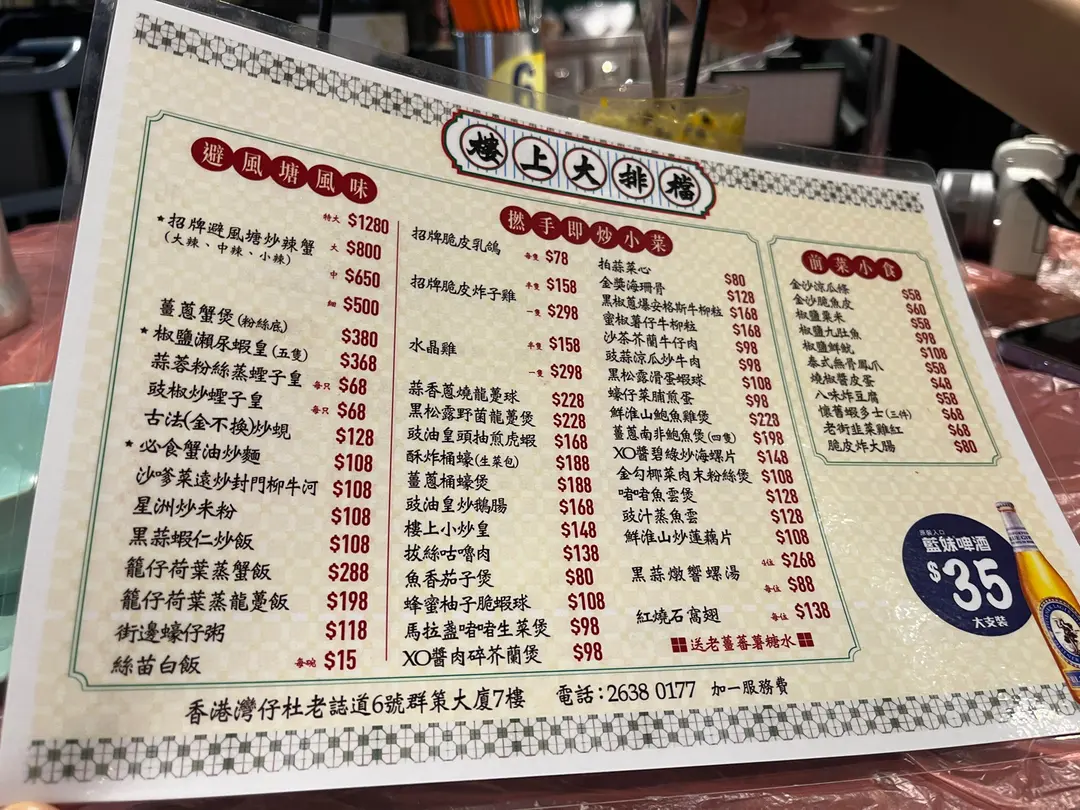 6
樓上大排檔
避風塘風味
*招牌避風塘炒辣蟹 特大 $1280
(大辣、中辣、小辣) 大 $800
中 $650
細 $500
薑蔥蟹煲(粉絲底) $380
*椒鹽瀨尿蝦皇(五隻) $368
蒜蓉粉絲蒸蟶子皇 每只 $68
豉椒炒蟶子皇 每只 $68
古法(金不換)炒蜆 $128
*必食蟹油炒麵 $108
沙嗲菜遠炒封門柳牛河 $108
星洲炒米粉 $108
黑蒜蝦仁炒飯 $108
籠仔荷葉蒸蟹飯 $288
籠仔荷葉蒸龍躉飯 $198
街邊蠔仔粥 $118
絲苗白飯 每碗 $15
撚手即炒小菜
招牌脆皮乳鴿 每隻 $78
招牌脆皮炸子雞 半隻 $158
一隻 $298
水晶雞 半隻 $158
一隻 $298
蒜香蔥燒龍躉球 $228
黑松露野菌龍躉煲 $228
豉油皇頭抽煎虎蝦 $168
酥炸桶蠔(生菜包) $188
薑蔥桶蠔煲 $188
豉油皇炒鵝腸 $168
樓上小炒皇 $148
拔絲咕嚕肉 $138
魚香茄子煲 $80
蜂蜜柚子脆蝦球 $108
馬拉盞啫啫生菜煲 $98
XO醬肉碎芥蘭煲 $98
拍蒜菜心 $80
金獎海珊骨 $128
黑椒蔥爆安格斯牛柳粒 $168
蜜椒薯仔牛柳粒 $168
沙茶芥蘭牛仔肉 $98
豉蒜涼瓜炒牛肉 $98
黑松露滑蛋蝦球 $108
蠔仔菜脯煎蛋 $98
鮮淮山鮑魚雞煲 $228
薑蔥南非鮑魚煲(四隻) $198
XO醬碧綠炒海螺片 $148
金勾椰菜肉末粉絲煲 $108
啫啫魚雲煲 $128
豉汁蒸魚雲 $128
鮮淮山炒蓮藕片 $108
黑蒜燉響螺湯 4位 $268
每位 $88
紅燒石窩翅 每位 $138
送老薑蕃薯糖水
前菜小食
金沙涼瓜條 $58
金沙脆魚皮 $60
椒鹽粟米 $58
椒鹽九肚魚 $98
椒鹽鮮魷 $108
泰式無骨鳳爪 $58
燒椒醬皮蛋 $48
八味炸豆腐 $58
懷舊蝦多士(三件) $68
老街韭菜雞紅 $68
脆皮炸大腸 $80
原裝入口
藍妹啤酒
$35
大支裝
香港灣仔杜老誌道6號群策大廈7樓 電話:2638 0177 加一服務費